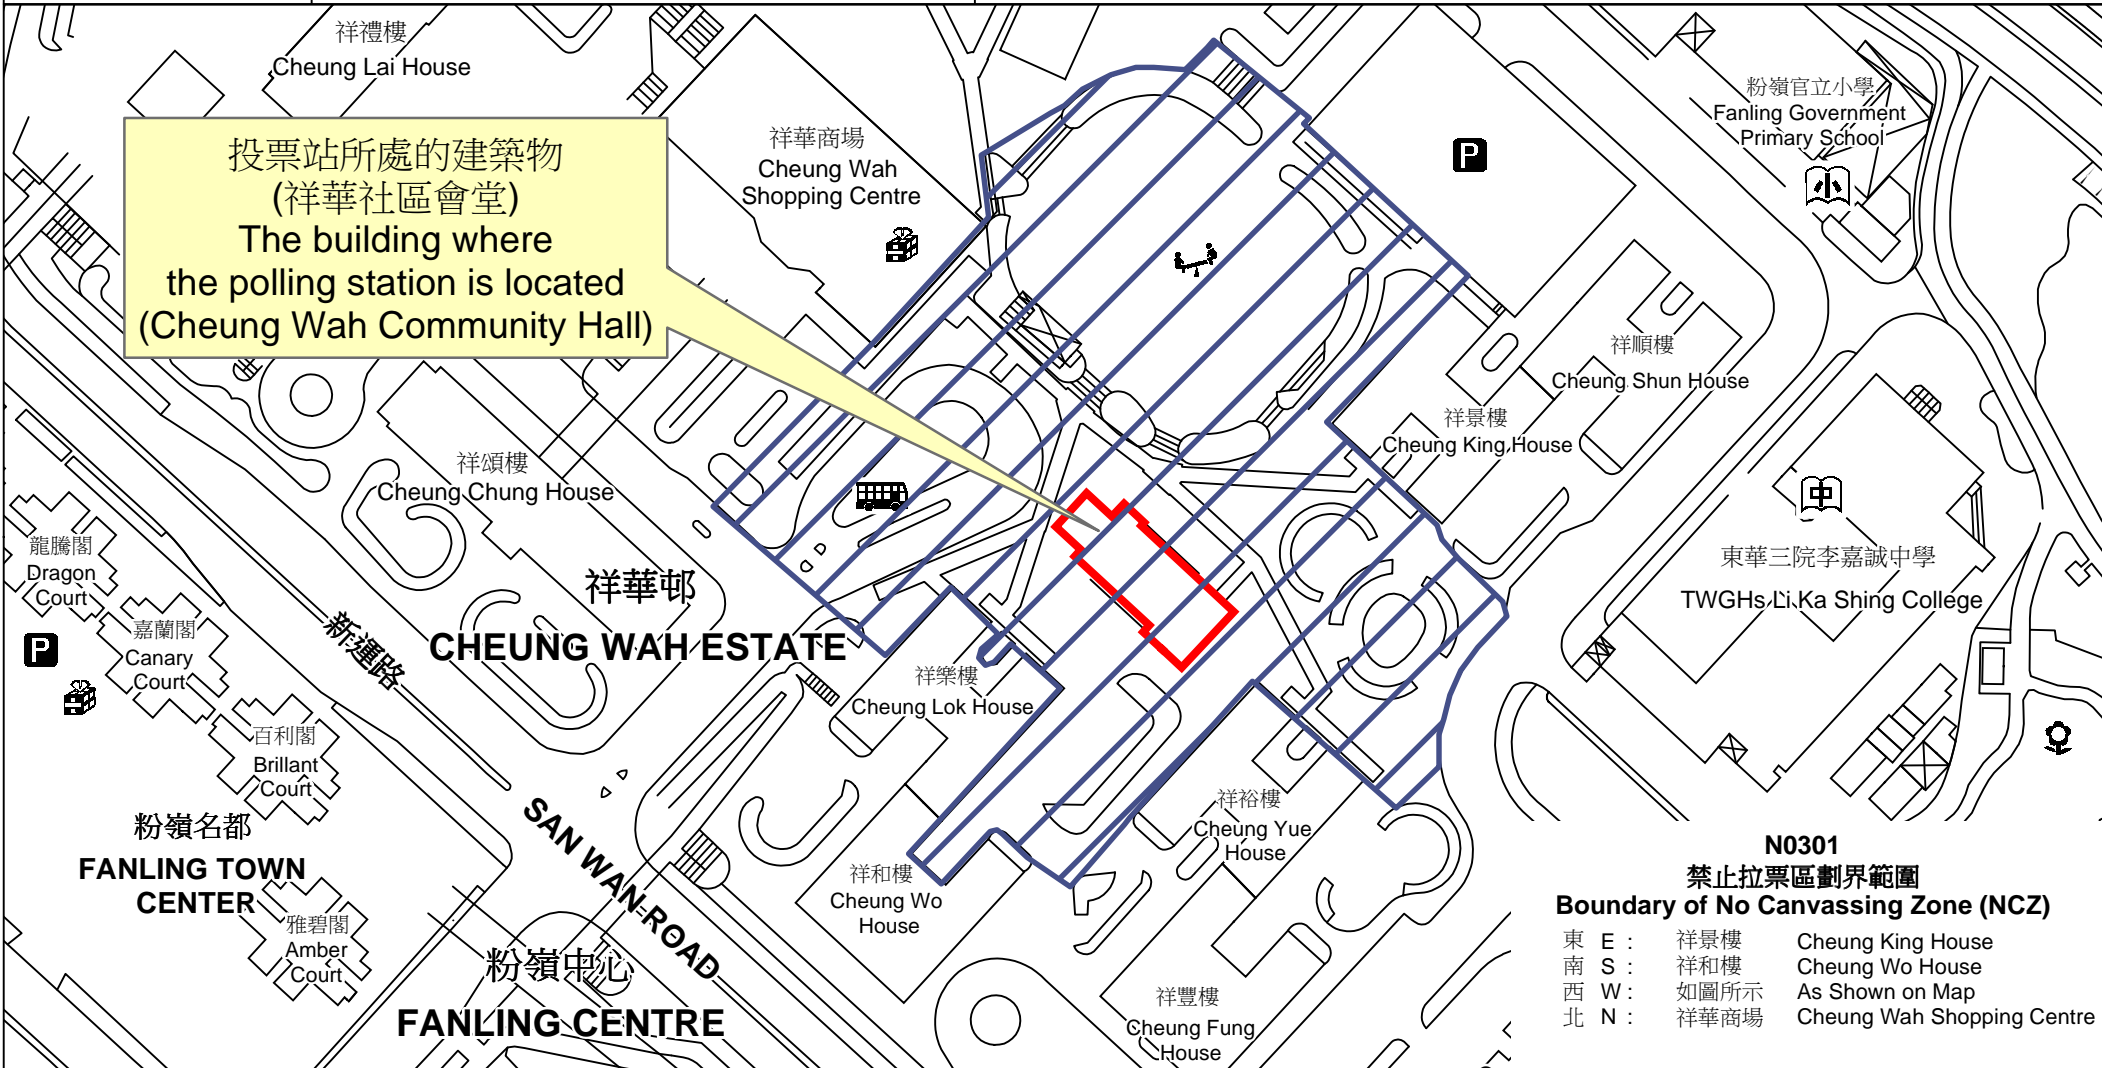 祥禮樓
Cheung Lai House
投票站所處的建築物
(祥華社區會堂)
The building where
the polling station is located
(Cheung Wah Community Hall)
祥華商場
Cheung Wah
Shopping Centre
P
粉嶺官立小學
Fanling Government
Primary School
小
祥順樓
Cheung Shun House
祥景樓
Cheung King House
祥頌樓
Cheung Chung House
中
東華三院李嘉誠中學
TWGHs Li Ka Shing College
龍騰閣
Dragon
Court
嘉蘭閣
Canary
Court
P
百利閣
Brillant
Court
粉嶺名都
FANLING TOWN
CENTER
雅碧閣
Amber
Court
新運路
SAN WAN ROAD
祥華邨
CHEUNG WAH ESTATE
祥樂樓
Cheung Lok House
祥和樓
Cheung Wo
House
祥裕樓
Cheung Yue
House
祥豐樓
Cheung Fung
House
粉嶺中心
FANLING CENTRE
N0301
禁止拉票區劃界範圍
Boundary of No Canvassing Zone (NCZ)
東 E : 祥景樓 Cheung King House
南 S : 祥和樓 Cheung Wo House
西 W : 如圖所示 As Shown on Map
北 N : 祥華商場 Cheung Wah Shopping Centre